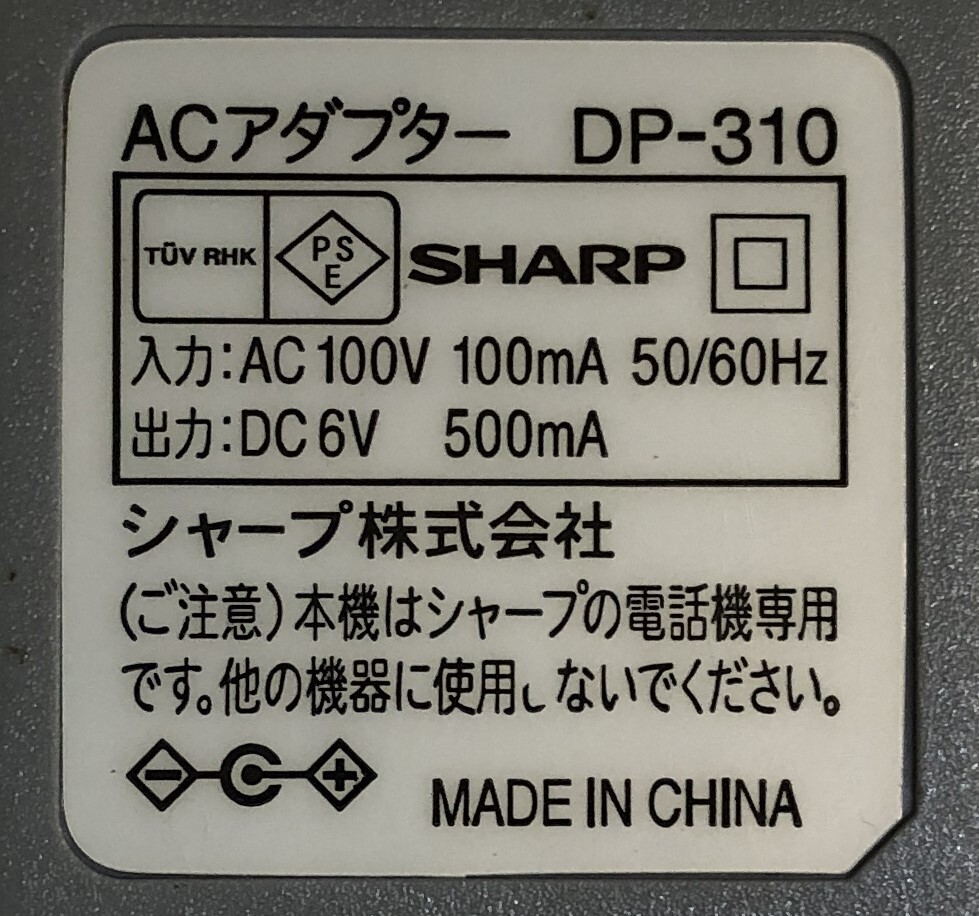 ACアダプター DP-310
TÜV RHK PSE SHARP
入力:AC100V 100mA 50/60Hz
出力:DC6V 500mA
シャープ株式会社
(ご注意)本機はシャープの電話機専用
です。他の機器に使用しないでください。
MADE IN CHINA